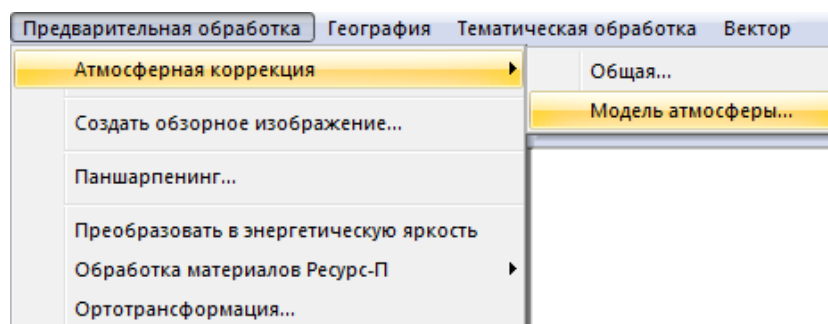 Предварительная обработка География Тематическая обработка Вектор
Атмосферная коррекция
Общая...
Модель атмосферы...
Создать обзорное изображение...
Паншарпенинг...
Преобразовать в энергетическую яркость
Обработка материалов Ресурс-П
Ортотрансформация...